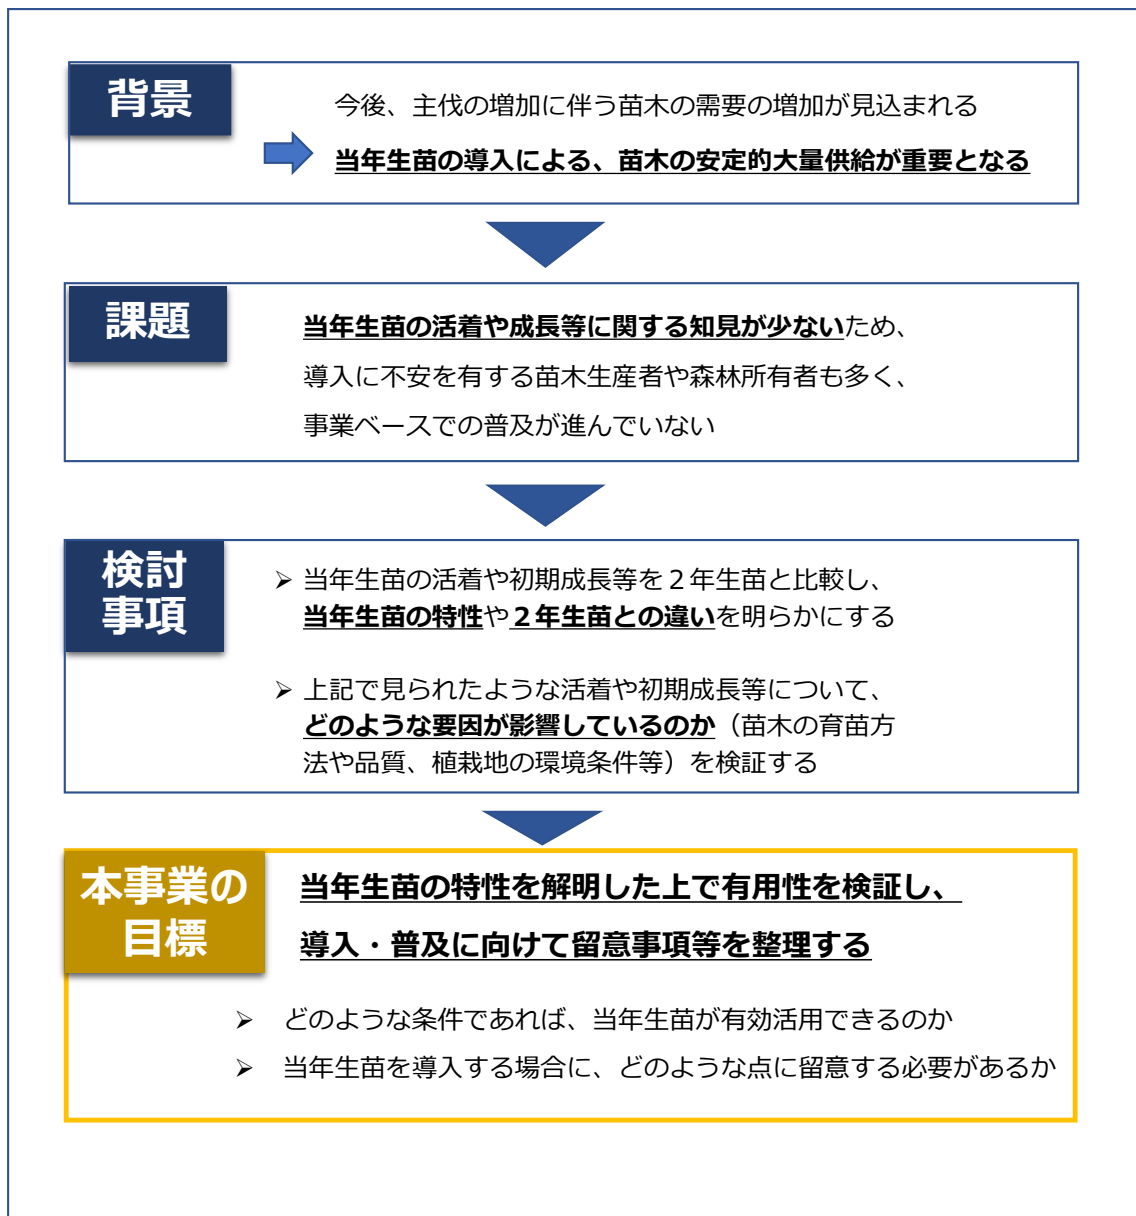 背景
今後、主伐の増加に伴う苗木の需要の増加が見込まれる
当年生苗の導入による、苗木の安定的大量供給が重要となる
課題
当年生苗の活着や成長等に関する知見が少ないため、
導入に不安を有する苗木生産者や森林所有者も多く、
事業ベースでの普及が進んでいない
検討
事項
➢ 当年生苗の活着や初期成長等を２年生苗と比較し、
当年生苗の特性や２年生苗との違いを明らかにする
➢ 上記で見られたような活着や初期成長等について、
どのような要因が影響しているのか（苗木の育苗方
法や品質、植栽地の環境条件等）を検証する
本事業の
目標
当年生苗の特性を解明した上で有用性を検証し、
導入・普及に向けて留意事項等を整理する
➢ どのような条件であれば、当年生苗が有効活用できるのか
➢ 当年生苗を導入する場合に、どのような点に留意する必要があるか